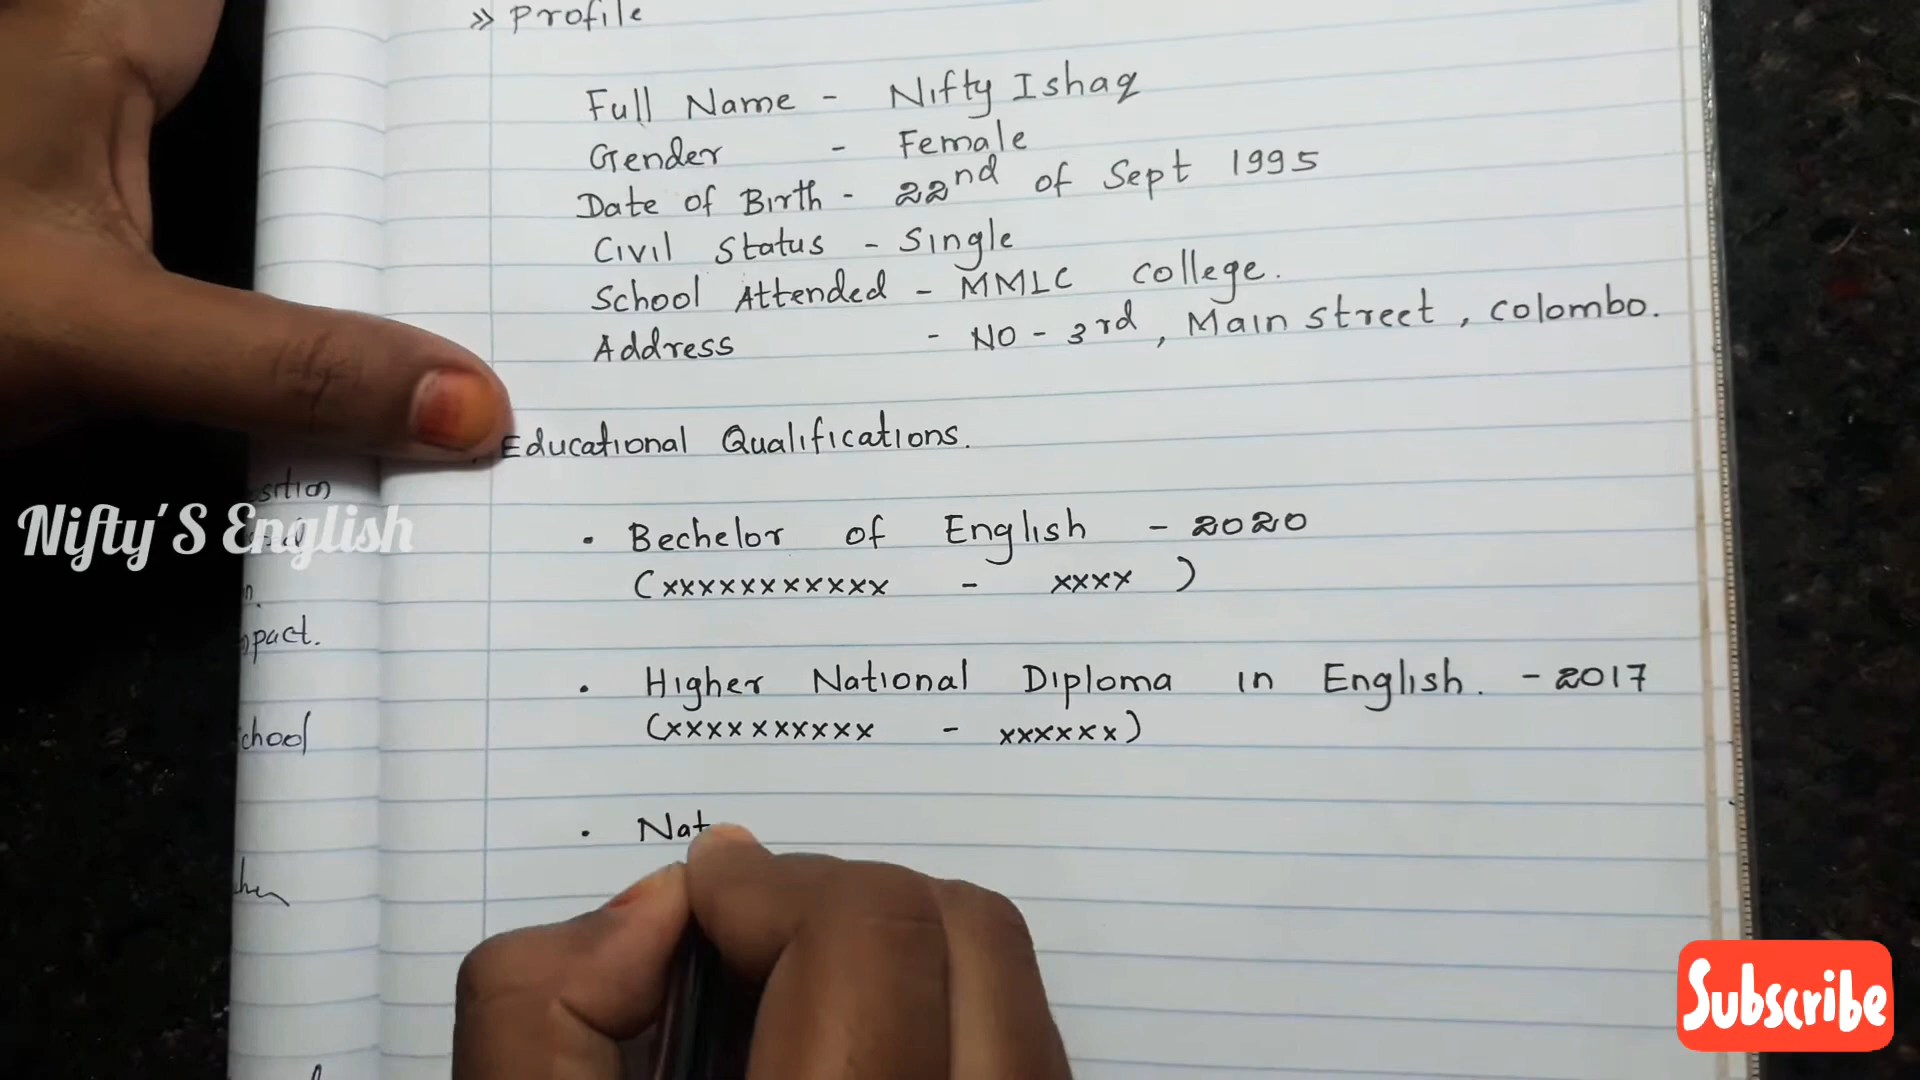 » Profile
Full Name - Nifty Ishaq
Gender - Female
Date of Birth - 22nd of Sept 1995
Civil Status - Single
School Attended - MMLC college.
Address - NO - 3rd, Main street, colombo.
Educational Qualifications.
• Bechelor of English - 2020
(xxxxxxxxxxx - xxxx)
• Higher National Diploma in English. - 2017
(xxxxxxxxxx - xxxxxx)
• Nat
Nifty'S English
Subscribe